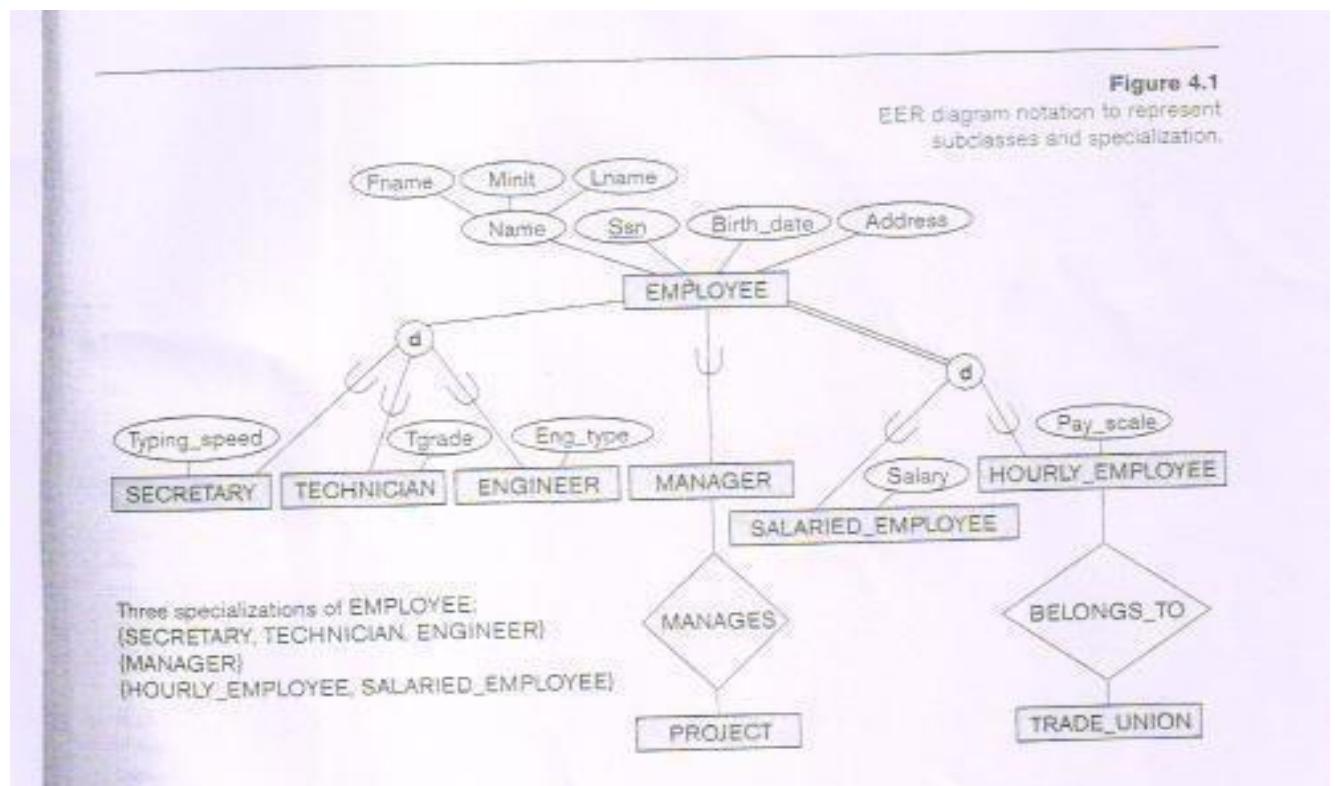 Figure 4.1
EER diagram notation to represent
subclasses and specialization.
Fname Minit Lname
Name Ssn Birth_date Address
EMPLOYEE
d
d
Typing_speed Tgrade Eng_type Pay_scale
SECRETARY TECHNICIAN ENGINEER MANAGER Salary HOURLY_EMPLOYEE
SALARIED_EMPLOYEE
Three specializations of EMPLOYEE:
{SECRETARY, TECHNICIAN, ENGINEER}
{MANAGER}
{HOURLY_EMPLOYEE, SALARIED_EMPLOYEE}
MANAGES BELONGS_TO
PROJECT TRADE_UNION